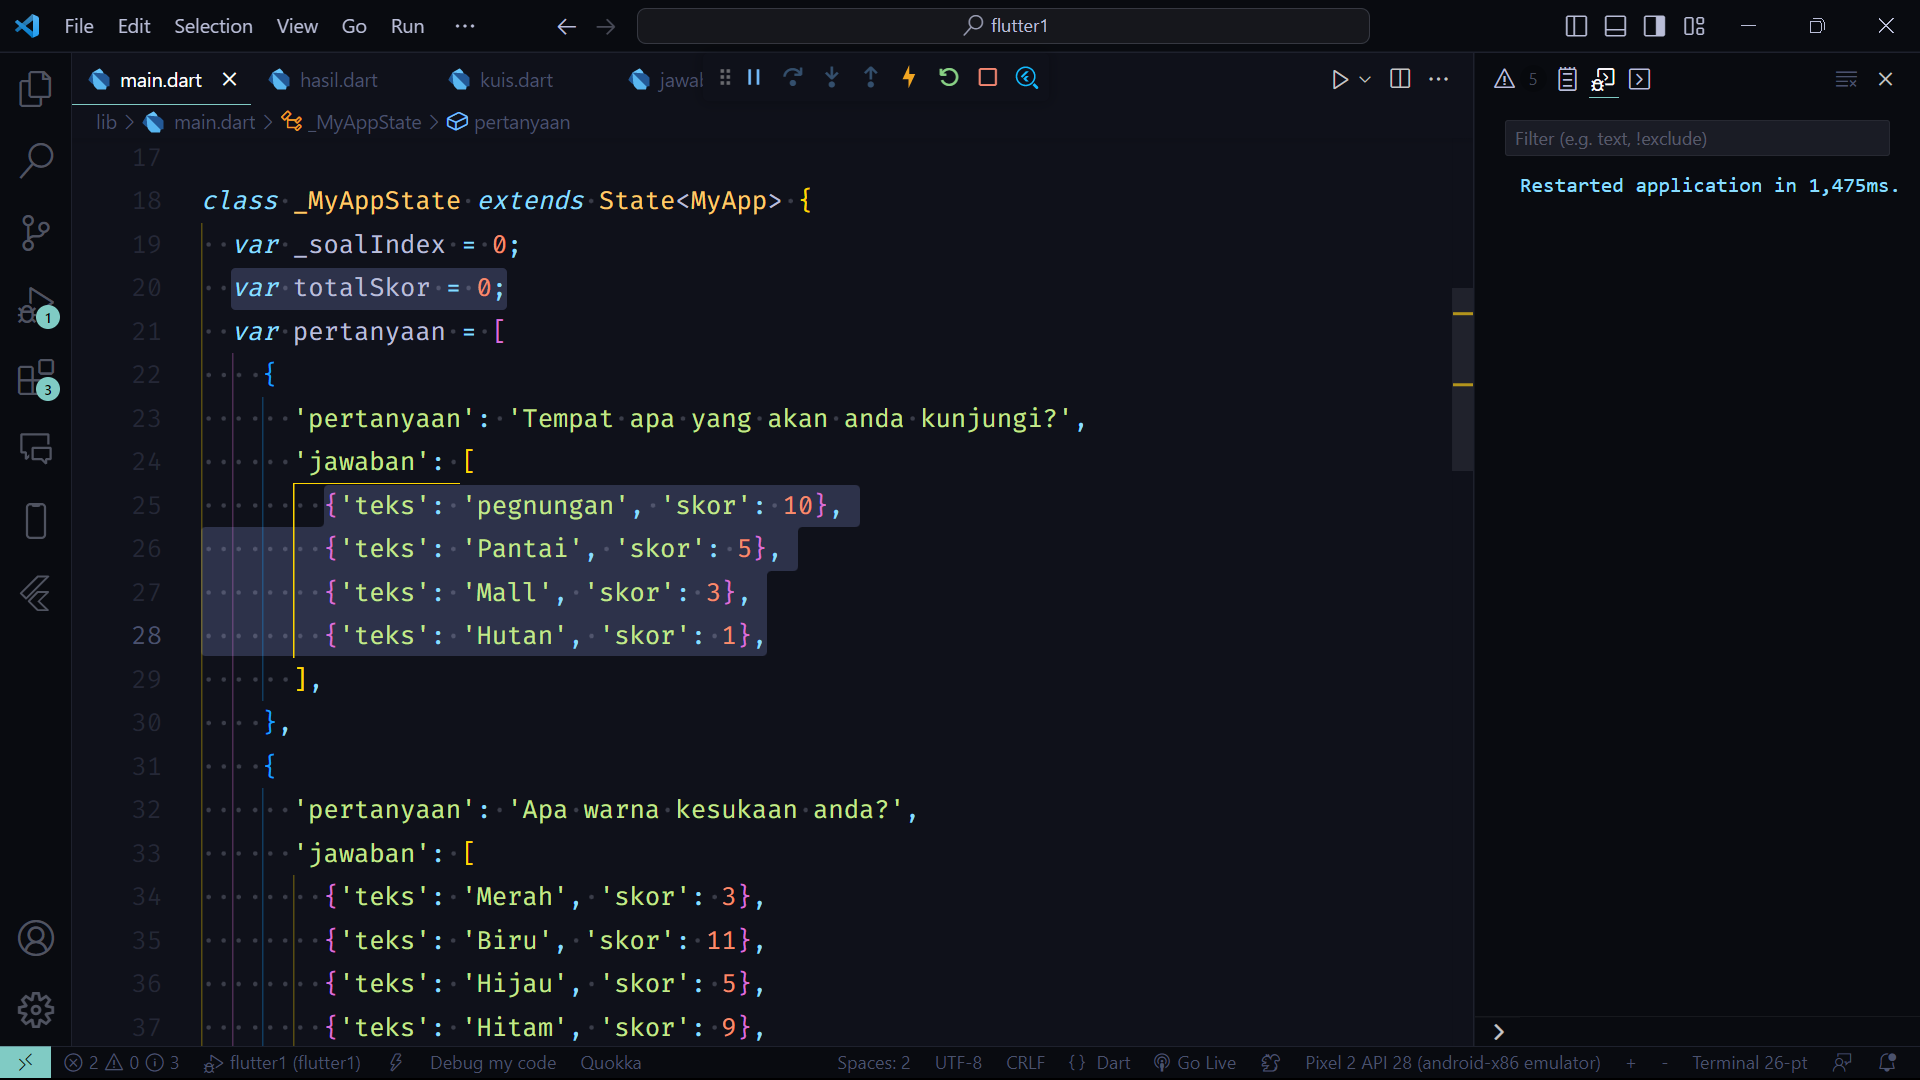 File Edit Selection View Go Run ··· flutter1
main.dart hasil.dart kuis.dart jawal
5
lib > main.dart > _MyAppState > pertanyaan
Filter (e.g. text, !exclude)
Restarted application in 1,475ms.
17
18 class _MyAppState extends State<MyApp> {
19 var _soalIndex = 0;
20 var totalSkor = 0;
21 var pertanyaan = [
22 {
23 'pertanyaan': 'Tempat apa yang akan anda kunjungi?',
24 'jawaban': [
25 {'teks': 'pegnungan', 'skor': 10},
26 {'teks': 'Pantai', 'skor': 5},
27 {'teks': 'Mall', 'skor': 3},
28 {'teks': 'Hutan', 'skor': 1},
29 ],
30 },
31 {
32 'pertanyaan': 'Apa warna kesukaan anda?',
33 'jawaban': [
34 {'teks': 'Merah', 'skor': 3},
35 {'teks': 'Biru', 'skor': 11},
36 {'teks': 'Hijau', 'skor': 5},
37 {'teks': 'Hitam', 'skor': 9},
1
3
2 0 3 flutter1 (flutter1) Debug my code Quokka Spaces: 2 UTF-8 CRLF {} Dart Go Live Pixel 2 API 28 (android-x86 emulator) + - Terminal 26-pt